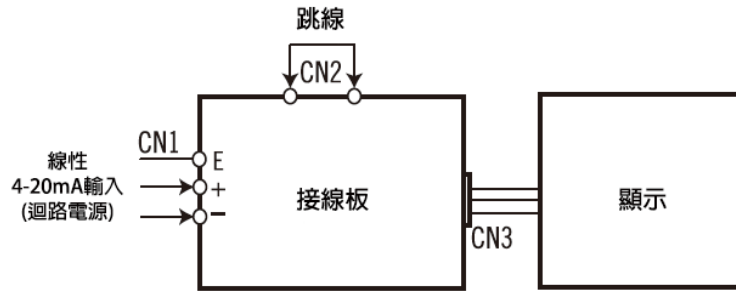 跳線
CN2
CN1
線性
4-20mA輸入
(迴路電源)
E
+
−
接線板
CN3
顯示